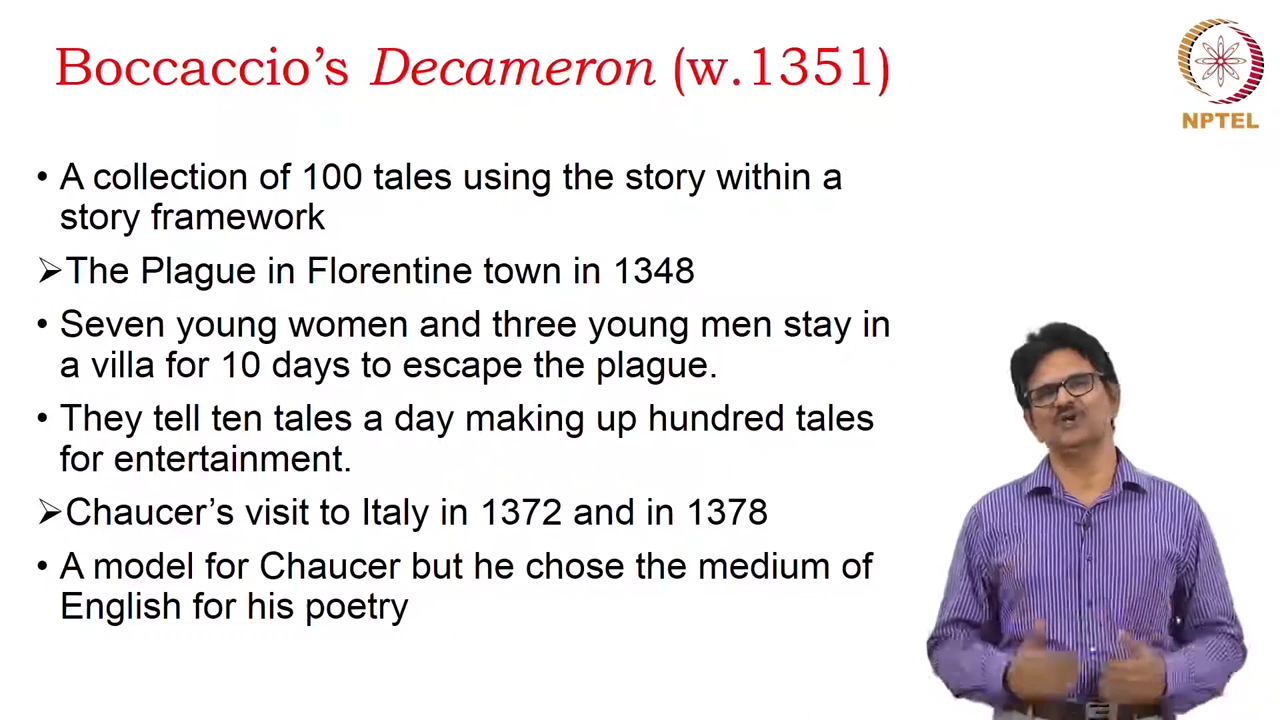 Boccaccio's Decameron (w.1351)
NPTEL
• A collection of 100 tales using the story within a
story framework
➢The Plague in Florentine town in 1348
• Seven young women and three young men stay in
a villa for 10 days to escape the plague.
• They tell ten tales a day making up hundred tales
for entertainment.
➢Chaucer's visit to Italy in 1372 and in 1378
• A model for Chaucer but he chose the medium of
English for his poetry